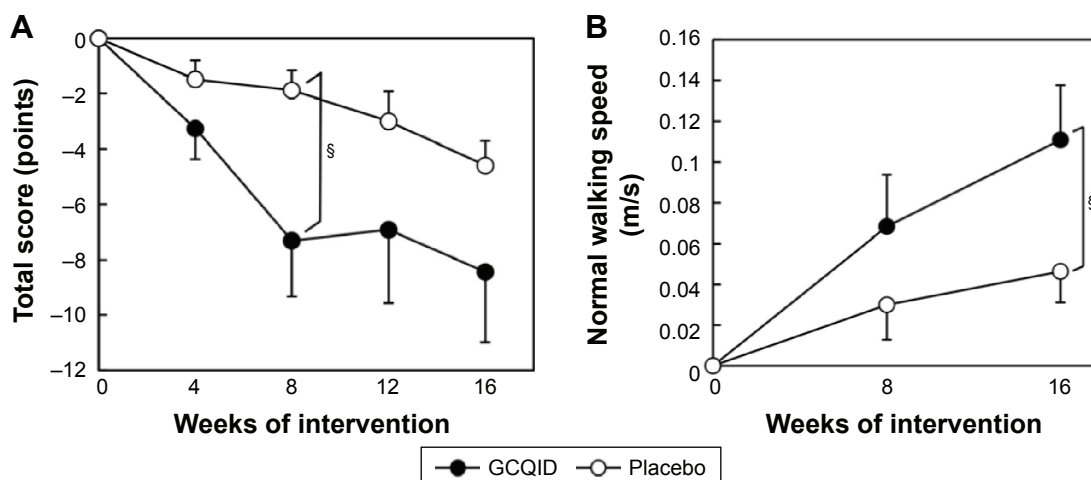 A
Total score (points)
0
−2
−4
−6
−8
−10
−12
§
0 4 8 12 16
Weeks of intervention
B
Normal walking speed
(m/s)
0.16
0.14
0.12
0.1
0.08
0.06
0.04
0.02
0
0 8 16
Weeks of intervention
GCQID Placebo